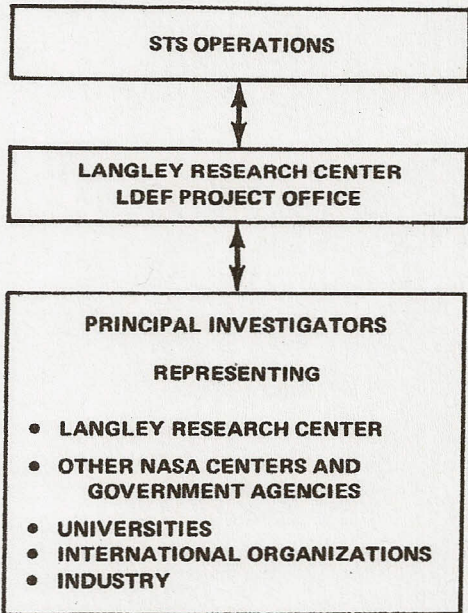 STS OPERATIONS
LANGLEY RESEARCH CENTER
LDEF PROJECT OFFICE
PRINCIPAL INVESTIGATORS
REPRESENTING
• LANGLEY RESEARCH CENTER
• OTHER NASA CENTERS AND
GOVERNMENT AGENCIES
• UNIVERSITIES
• INTERNATIONAL ORGANIZATIONS
• INDUSTRY